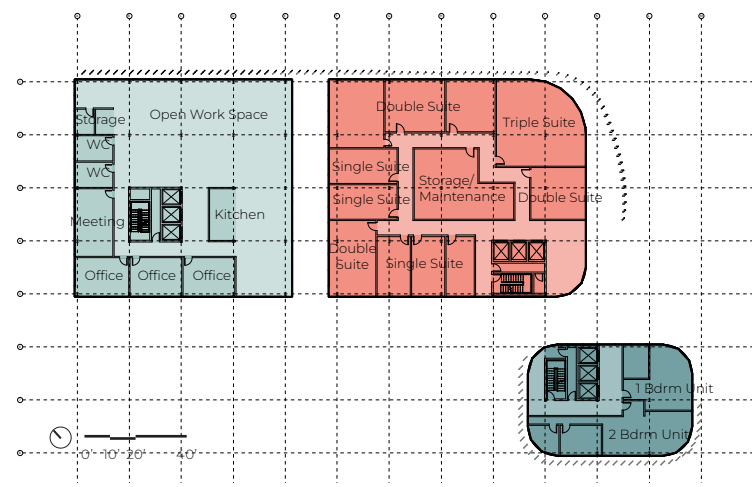 Double Suite
Open Work Space
Storage
Triple Suite
WC
Single Suite
WC
Storage/
Maintenance
Single Suite
Double Suite
Meeting
Kitchen
Double
Suite
Single Suite
Office
Office
Office
1 Bdrm Unit
2 Bdrm Unit
0' 10' 20' 40'